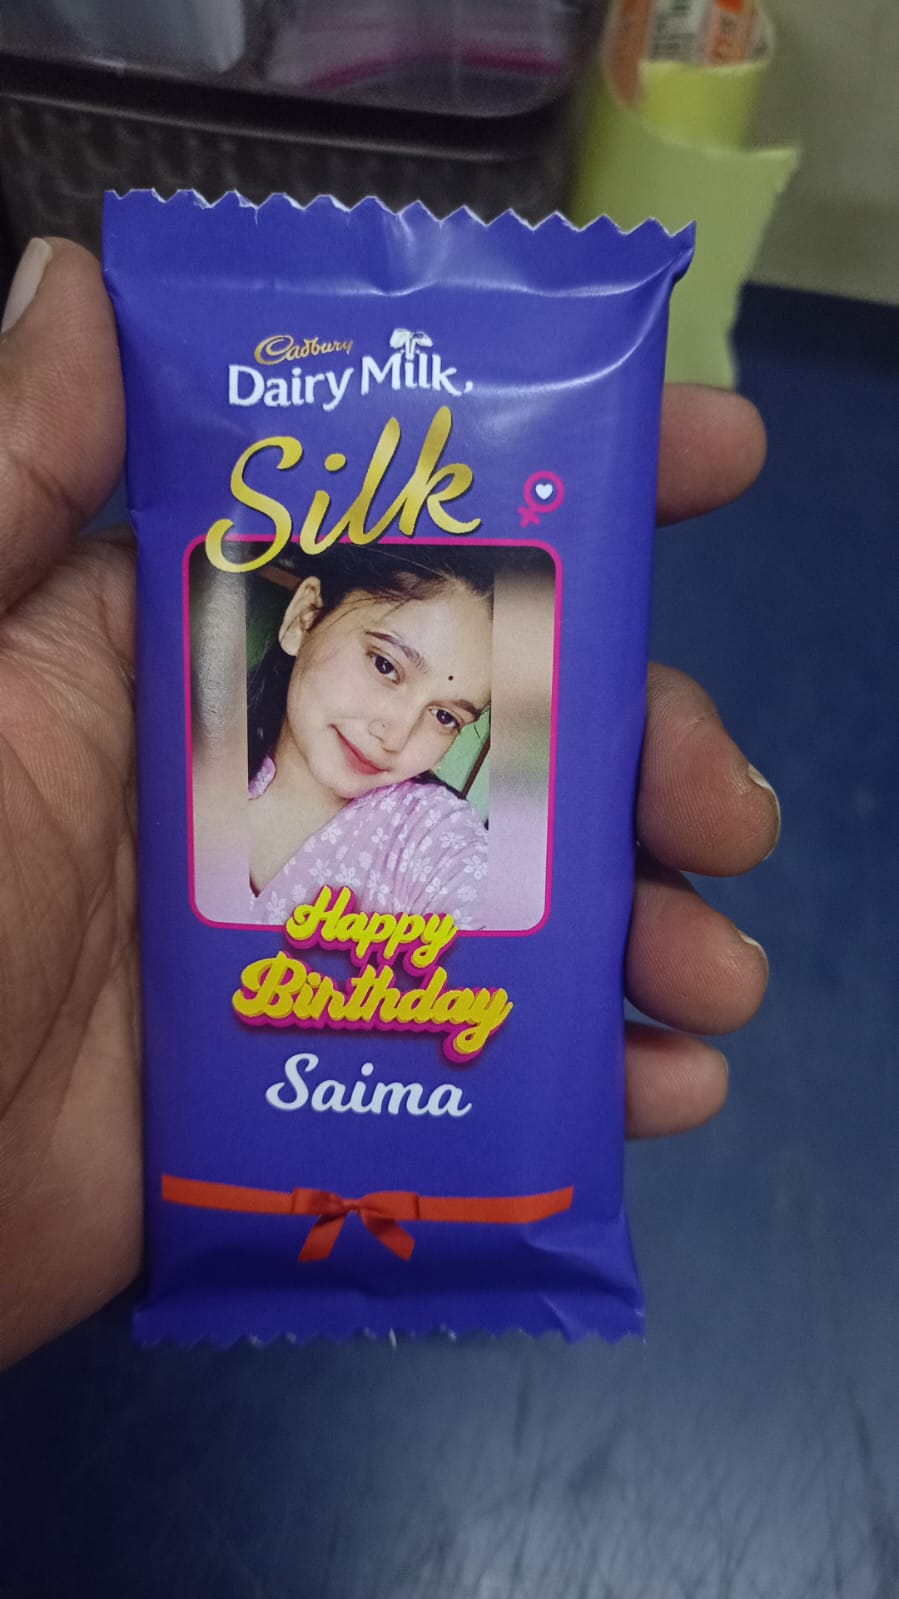 Cadbury
Dairy Milk
Silk
Happy
Birthday
Saima